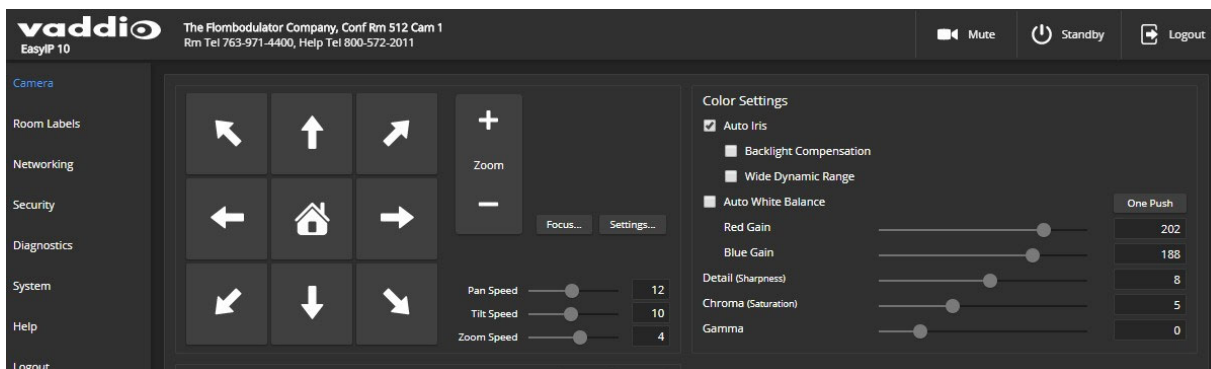 vaddio
EasyIP 10
The Flombodulator Company, Conf Rm 512 Cam 1
Rm Tel 763-971-4400, Help Tel 800-572-2011
Mute
Standby
Logout
Camera
Room Labels
Networking
Security
Diagnostics
System
Help
Logout
+
Zoom
−
Focus...
Settings...
Pan Speed 12
Tilt Speed 10
Zoom Speed 4
Color Settings
Auto Iris
Backlight Compensation
Wide Dynamic Range
Auto White Balance
One Push
Red Gain 202
Blue Gain 188
Detail (Sharpness) 8
Chroma (Saturation) 5
Gamma 0